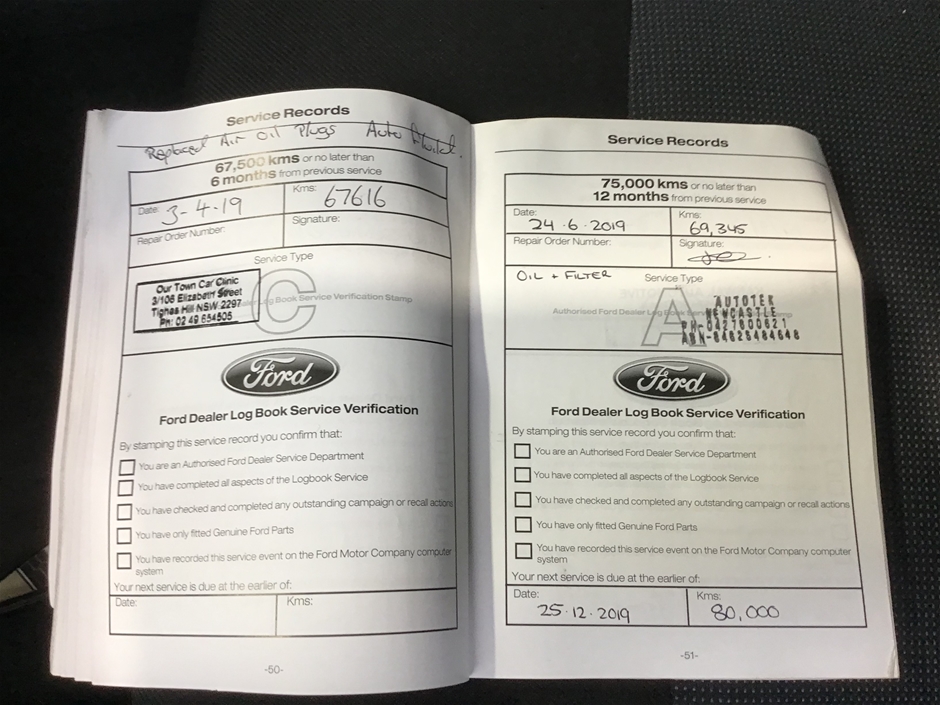 Service Records
Replaced Air Oil Plugs Auto
67,500 kms or no later than
6 months from previous service
Date: 3-4-19
Kms: 67616
Repair Order Number:
Signature:
Service Type
C
Our Town Car Clinic
3/106 Elizabeth Street
Tighes Hill NSW 2297
Ph: 02 49 654505
Log Book Service Verification Stamp
Ford
Ford Dealer Log Book Service Verification
By stamping this service record you confirm that:
You are an Authorised Ford Dealer Service Department
You have completed all aspects of the Logbook Service
You have checked and completed any outstanding campaign or recall actions
You have only fitted Genuine Ford Parts
You have recorded this service event on the Ford Motor Company computer
system
Your next service is due at the earlier of:
Date:
Kms:
-50-
Service Records
75,000 kms or no later than
12 months from previous service
Date: 24.6.2019
Kms: 69,345
Repair Order Number:
Signature:
OIL + FILTER
Service Type
A
Authorised Ford Dealer Log Book
AUTOTEK
NEWCASTLE
PH-0427600621
ABN-84625484648
Ford
Ford Dealer Log Book Service Verification
By stamping this service record you confirm that:
You are an Authorised Ford Dealer Service Department
You have completed all aspects of the Logbook Service
You have checked and completed any outstanding campaign or recall actions
You have only fitted Genuine Ford Parts
You have recorded this service event on the Ford Motor Company computer
system
Your next service is due at the earlier of:
Date: 25.12.2019
Kms: 80,000
-51-